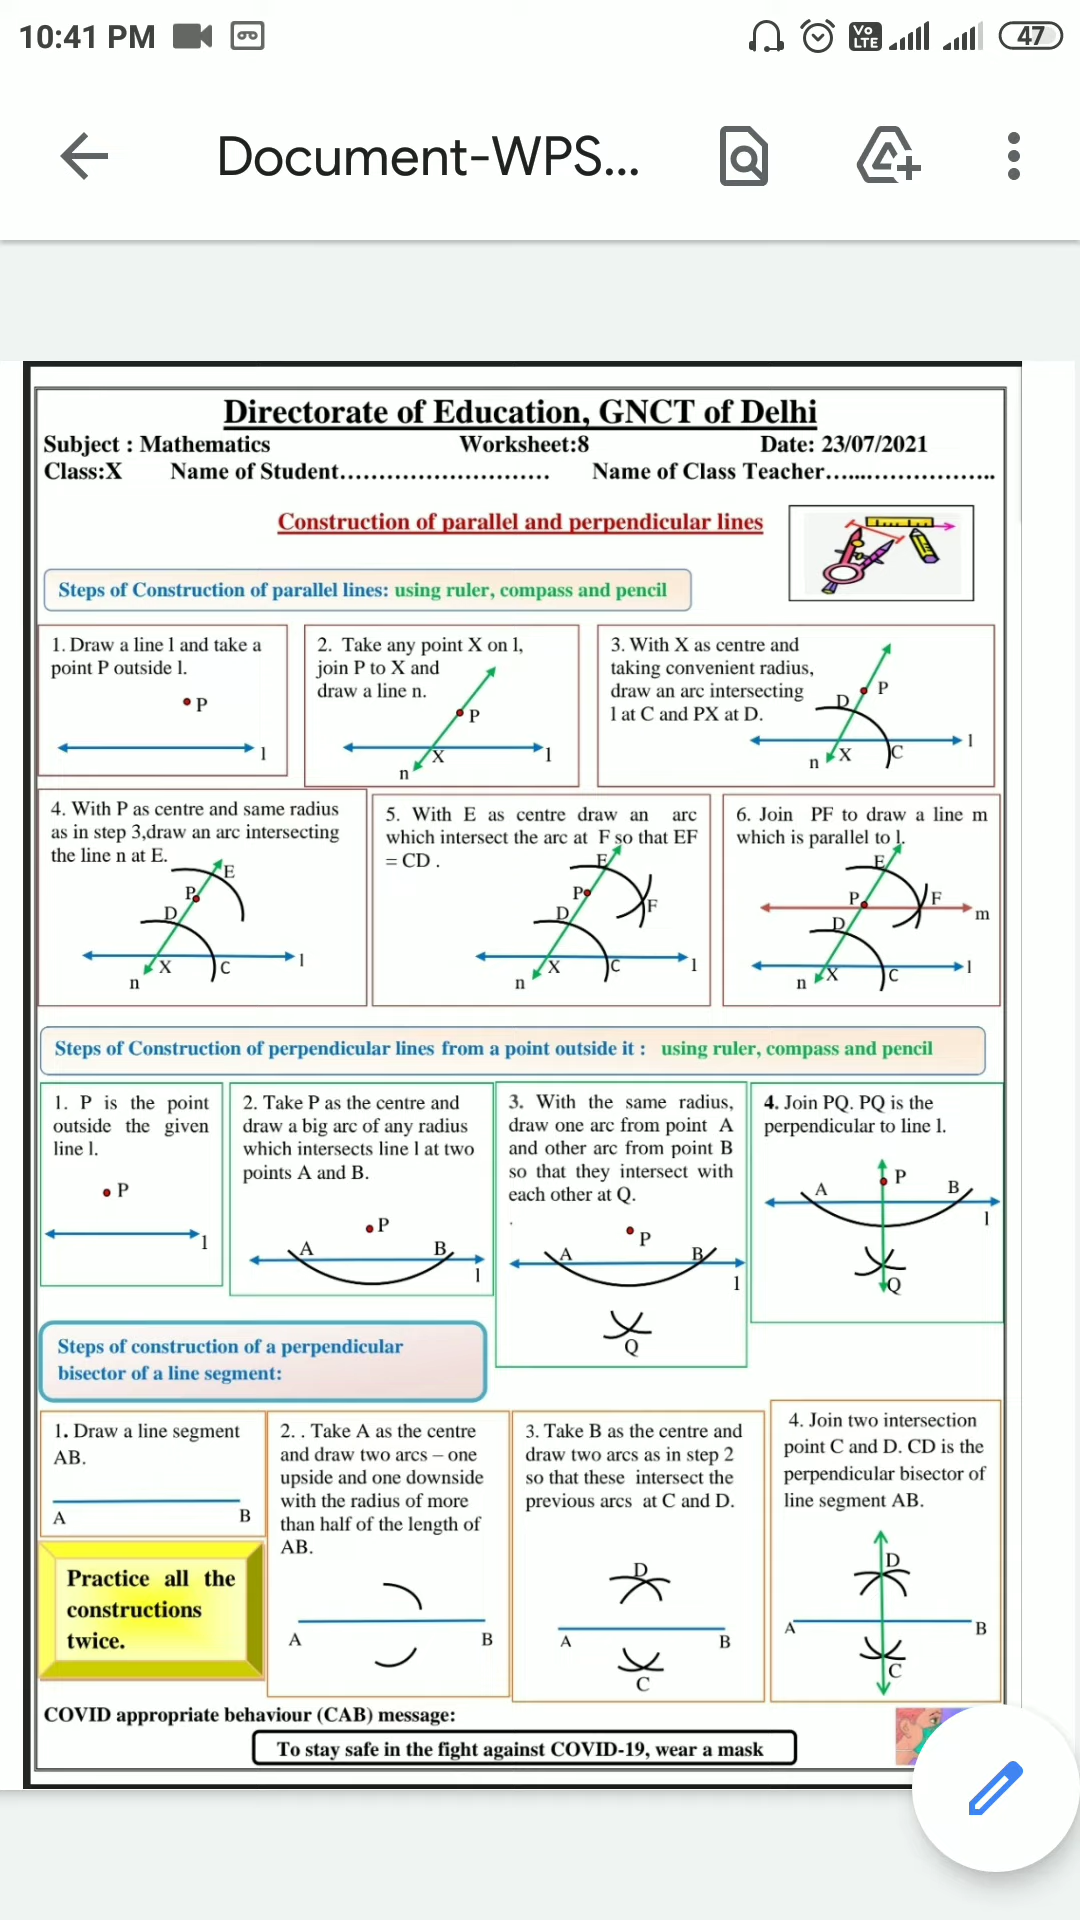 10:41 PM
Vo LTE
47
Document-WPS...
Directorate of Education, GNCT of Delhi
Subject : Mathematics Worksheet:8 Date: 23/07/2021
Class:X Name of Student........................... Name of Class Teacher......................
Construction of parallel and perpendicular lines
Steps of Construction of parallel lines: using ruler, compass and pencil
1. Draw a line l and take a
point P outside l.
P
l
2. Take any point X on l,
join P to X and
draw a line n.
P
X
l
n
3. With X as centre and
taking convenient radius,
draw an arc intersecting
l at C and PX at D.
P
D
l
X
C
n
4. With P as centre and same radius
as in step 3,draw an arc intersecting
the line n at E.
E
P
D
l
X
C
n
5. With E as centre draw an arc
which intersect the arc at F so that EF
= CD .
E
P
F
D
X
C
l
n
6. Join PF to draw a line m
which is parallel to l.
E
P
F
m
D
l
X
C
n
Steps of Construction of perpendicular lines from a point outside it : using ruler, compass and pencil
1. P is the point
outside the given
line l.
P
l
2. Take P as the centre and
draw a big arc of any radius
which intersects line l at two
points A and B.
P
A
B
l
3. With the same radius,
draw one arc from point A
and other arc from point B
so that they intersect with
each other at Q.
P
A
B
l
Q
4. Join PQ. PQ is the
perpendicular to line l.
P
A
B
l
Q
Steps of construction of a perpendicular
bisector of a line segment:
1. Draw a line segment
AB.
A
B
2. . Take A as the centre
and draw two arcs – one
upside and one downside
with the radius of more
than half of the length of
AB.
A
B
3. Take B as the centre and
draw two arcs as in step 2
so that these intersect the
previous arcs at C and D.
D
A
B
C
4. Join two intersection
point C and D. CD is the
perpendicular bisector of
line segment AB.
D
A
B
C
Practice all the
constructions
twice.
COVID appropriate behaviour (CAB) message:
To stay safe in the fight against COVID-19, wear a mask